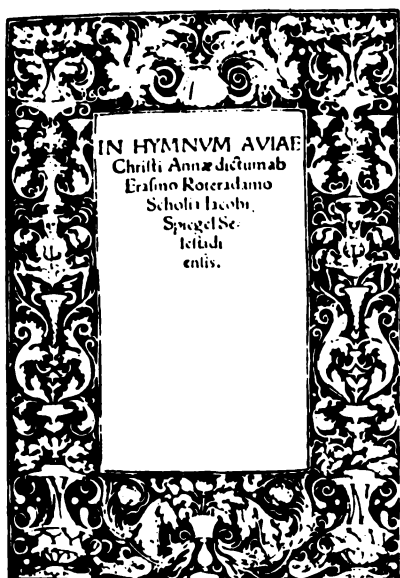 IN HYMNVM AVIAE
Chriſti Annæ dictum ab
Eraſmo Roterodamo
Scholia Iacobi
Spiegel Se-
leſtadi
enſis.